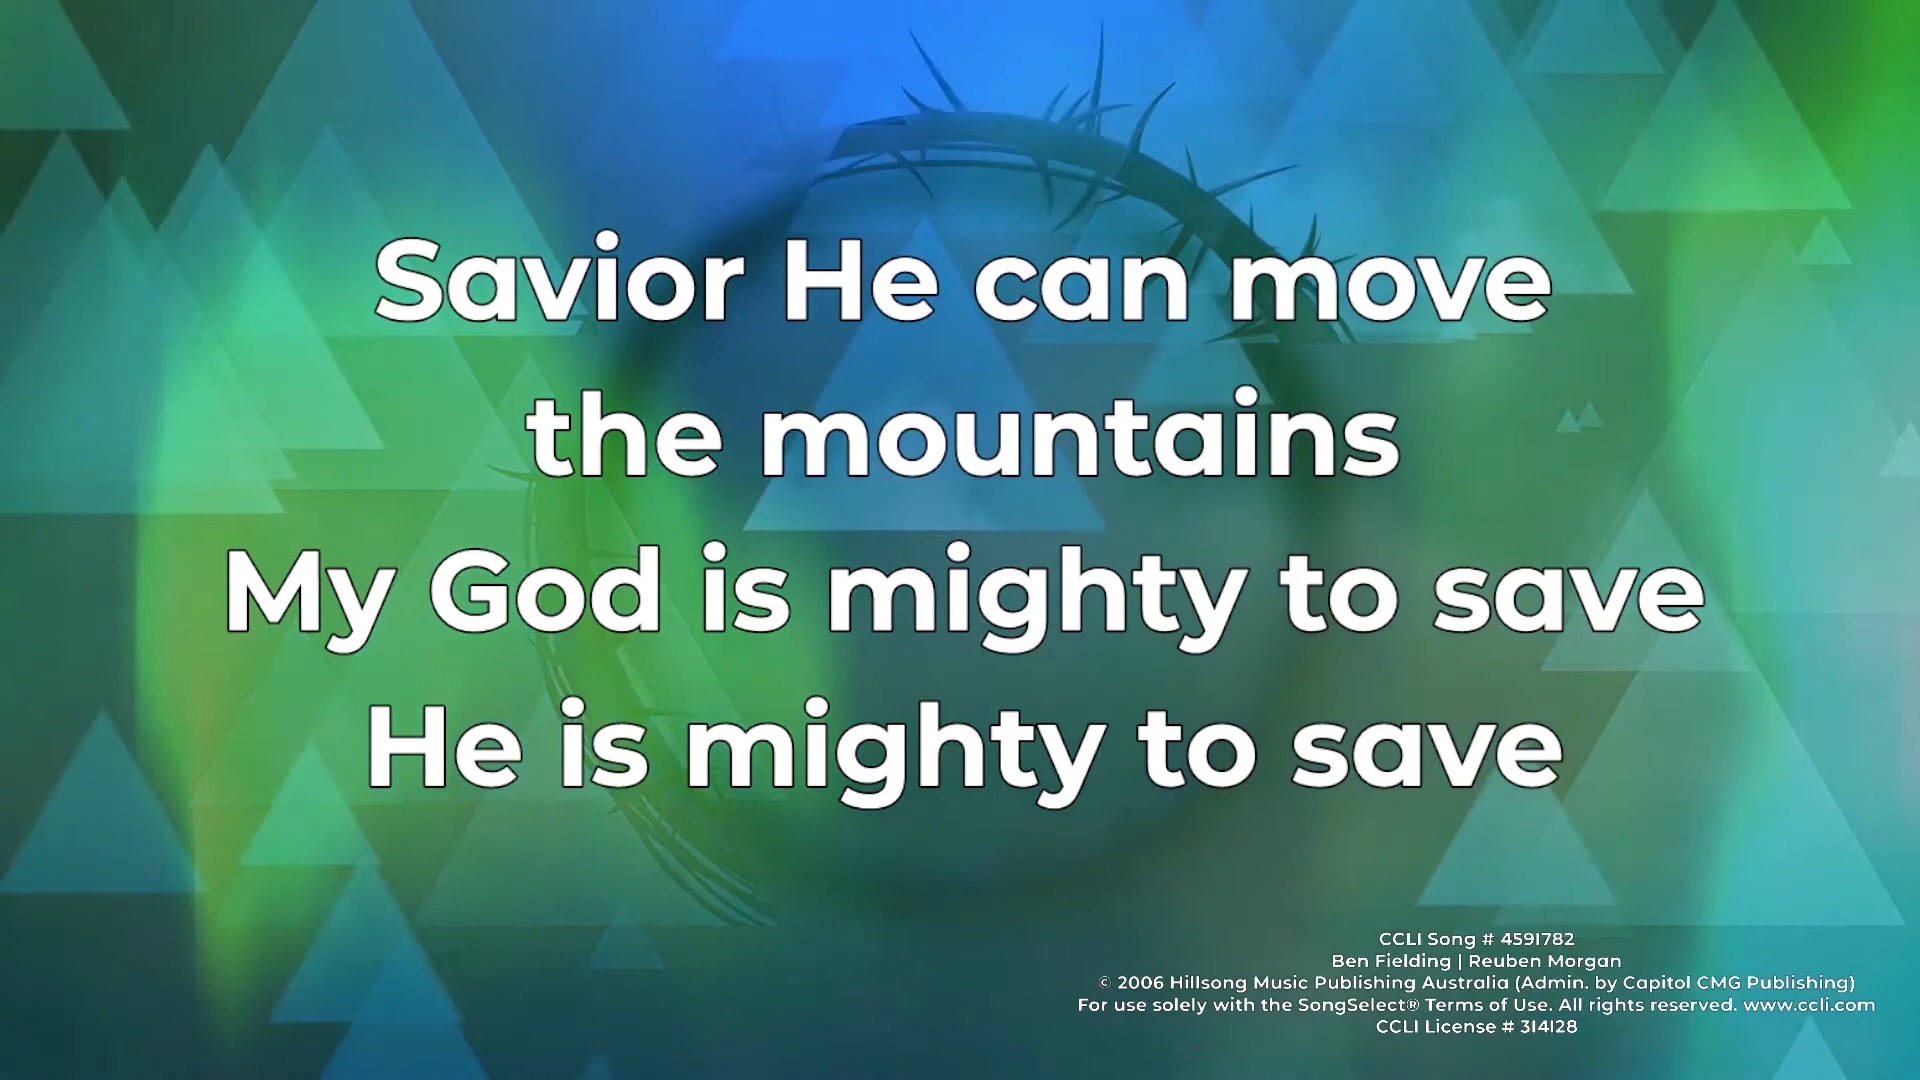 Savior He can move
the mountains
My God is mighty to save
He is mighty to save
CCLI Song # 4591782
Ben Fielding | Reuben Morgan
© 2006 Hillsong Music Publishing Australia (Admin. by Capitol CMG Publishing)
For use solely with the SongSelect® Terms of Use. All rights reserved. www.ccli.com
CCLI License # 314128